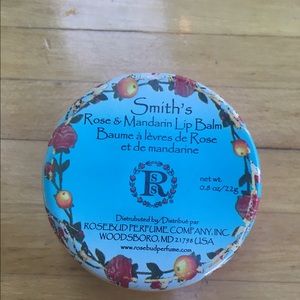 Smith's
Rose & Mandarin Lip Balm
Baume à lèvres de Rose
et de mandarine
net wt.
0.8 oz/22g
R
Distrubuted by/Distribué par
ROSEBUD PERFUME COMPANY, INC.
WOODSBORO, MD 21798 USA
www.rosebudperfume.com